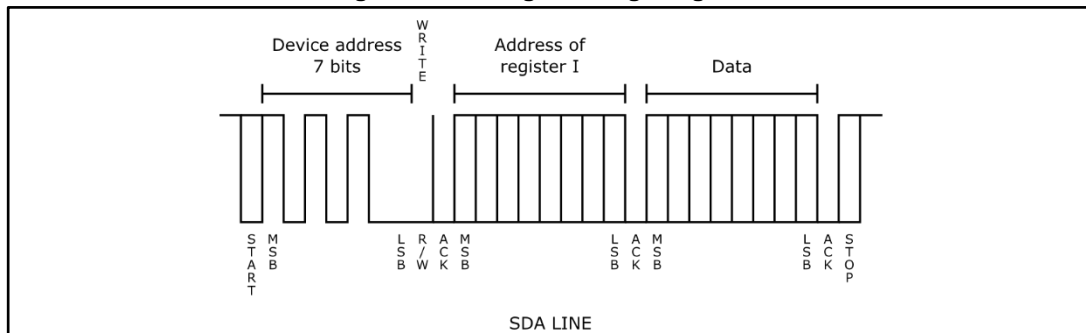 WRITE
Device address
7 bits
Address of
register I
Data
START
MSB
LSB
R/W
ACK
MSB
LSB
ACK
MSB
LSB
ACK
STOP
SDA LINE